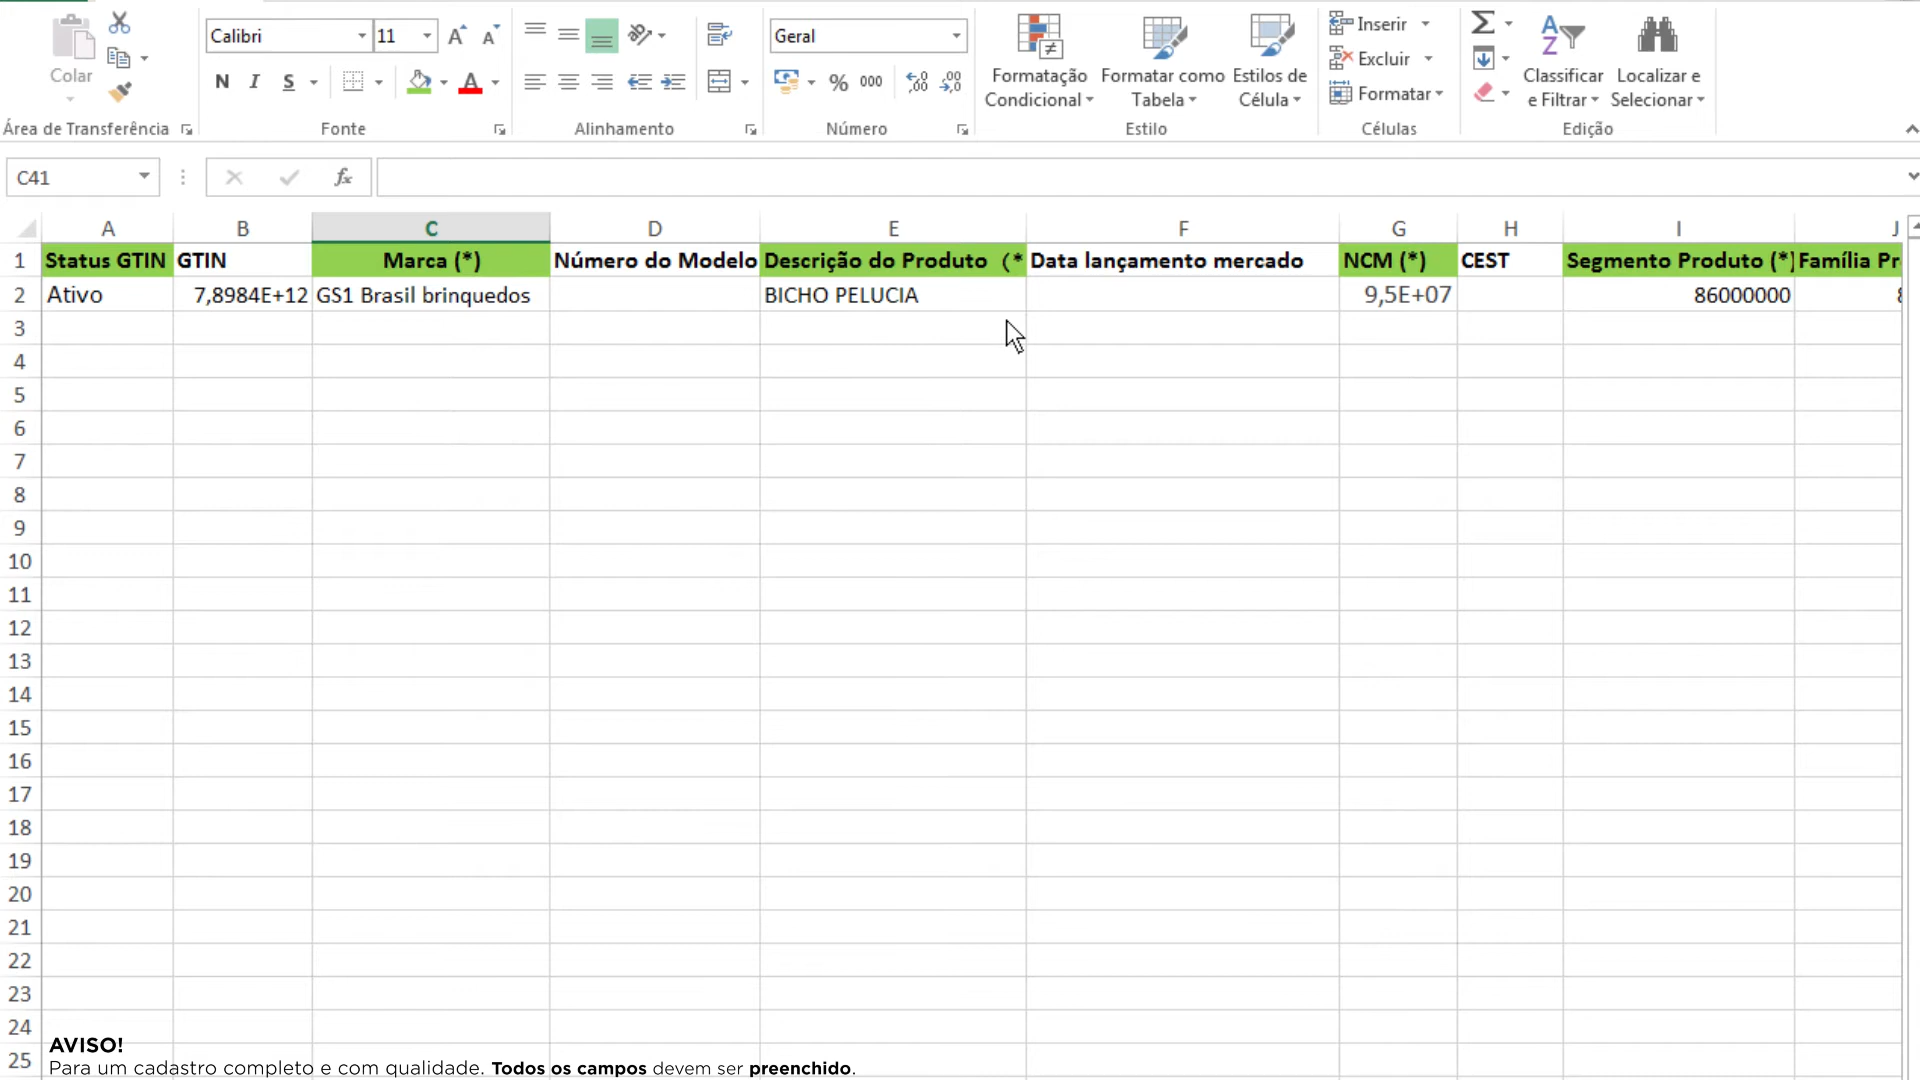 Colar
Área de Transferência
Calibri
11
N I S
Fonte
Alinhamento
Geral
% 000
Número
Formatação Condicional
Formatar como Tabela
Estilos de Célula
Estilo
Inserir
Excluir
Formatar
Células
Classificar e Filtrar
Localizar e Selecionar
Edição
C41
fx
A B C D E F G H I J
1 Status GTIN GTIN Marca (*) Número do Modelo Descrição do Produto (* Data lançamento mercado NCM (*) CEST Segmento Produto (*) Família Pr
2 Ativo 7,8984E+12 GS1 Brasil brinquedos BICHO PELUCIA 9,5E+07 86000000
3
4
5
6
7
8
9
10
11
12
13
14
15
16
17
18
19
20
21
22
23
24
25
AVISO!
Para um cadastro completo e com qualidade. Todos os campos devem ser preenchido.